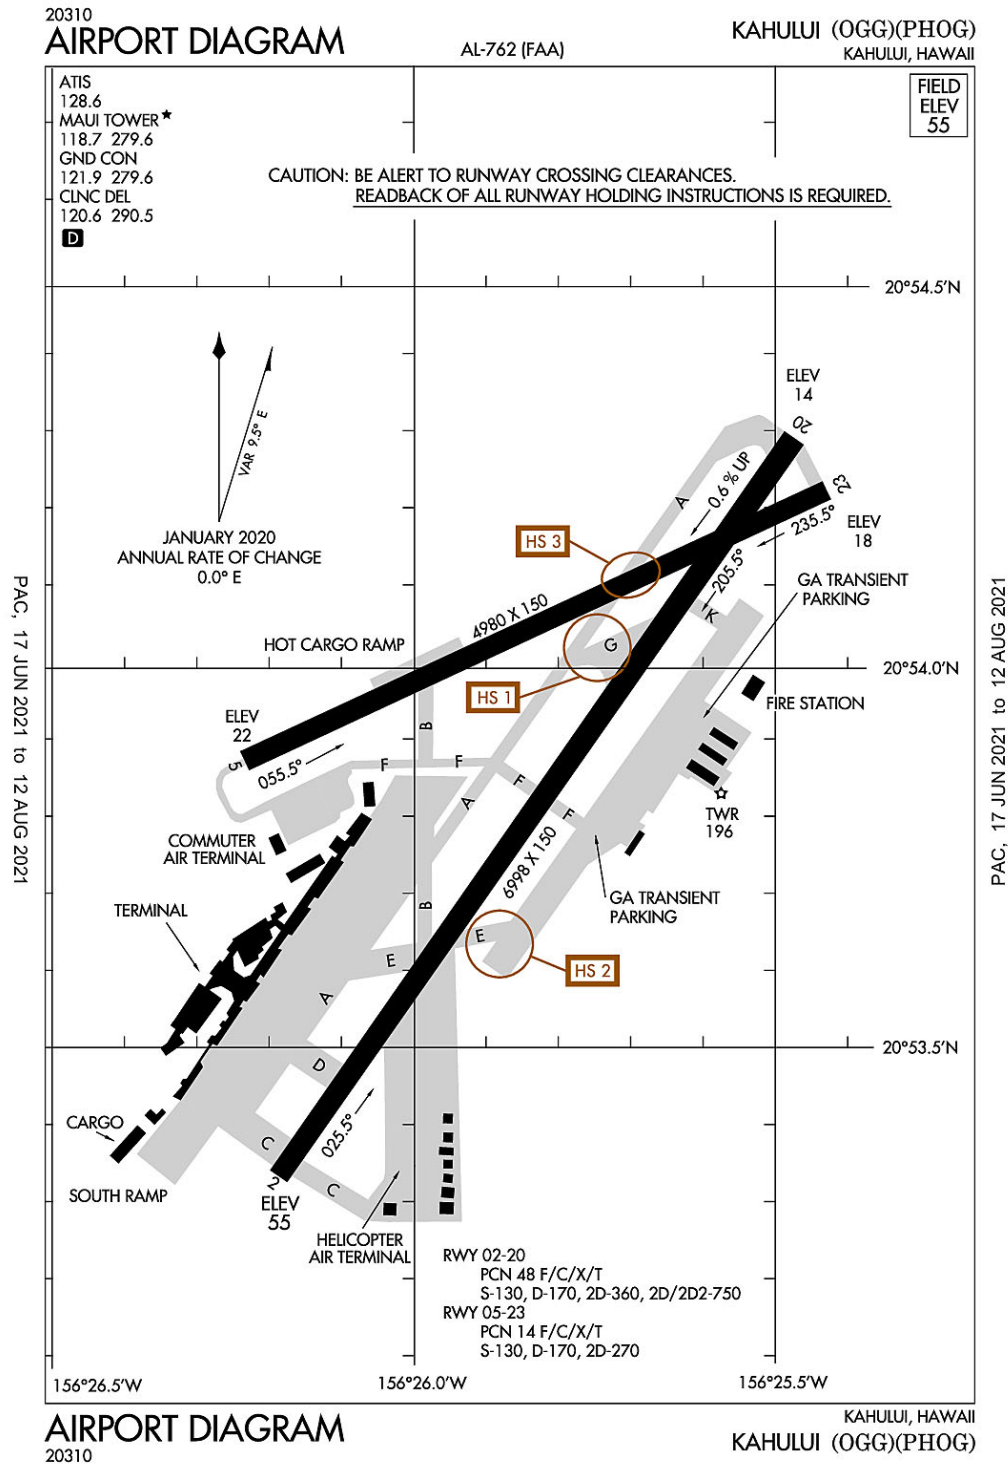 20310
AIRPORT DIAGRAM
AL-762 (FAA)
KAHULUI (OGG)(PHOG)
KAHULUI, HAWAII
ATIS
128.6
MAUI TOWER★
118.7 279.6
GND CON
121.9 279.6
CLNC DEL
120.6 290.5
D
FIELD
ELEV
55
CAUTION: BE ALERT TO RUNWAY CROSSING CLEARANCES.
READBACK OF ALL RUNWAY HOLDING INSTRUCTIONS IS REQUIRED.
20°54.5'N
VAR 9.5° E
JANUARY 2020
ANNUAL RATE OF CHANGE
0.0° E
ELEV
14
20
0.6% UP
A
23
235.5°
ELEV
18
HS 3
205.5°
GA TRANSIENT
PARKING
K
4980 X 150
HOT CARGO RAMP
G
20°54.0'N
HS 1
FIRE STATION
ELEV
22
B
5
055.5°
F
F
F
F
A
TWR
196
COMMUTER
AIR TERMINAL
6998 X 150
GA TRANSIENT
PARKING
TERMINAL
B
E
E
HS 2
A
20°53.5'N
D
CARGO
025.5°
C
C
2
SOUTH RAMP
ELEV
55
HELICOPTER
AIR TERMINAL
RWY 02-20
PCN 48 F/C/X/T
S-130, D-170, 2D-360, 2D/2D2-750
RWY 05-23
PCN 14 F/C/X/T
S-130, D-170, 2D-270
156°26.5'W
156°26.0'W
156°25.5'W
PAC, 17 JUN 2021 to 12 AUG 2021
PAC, 17 JUN 2021 to 12 AUG 2021
AIRPORT DIAGRAM
20310
KAHULUI, HAWAII
KAHULUI (OGG)(PHOG)